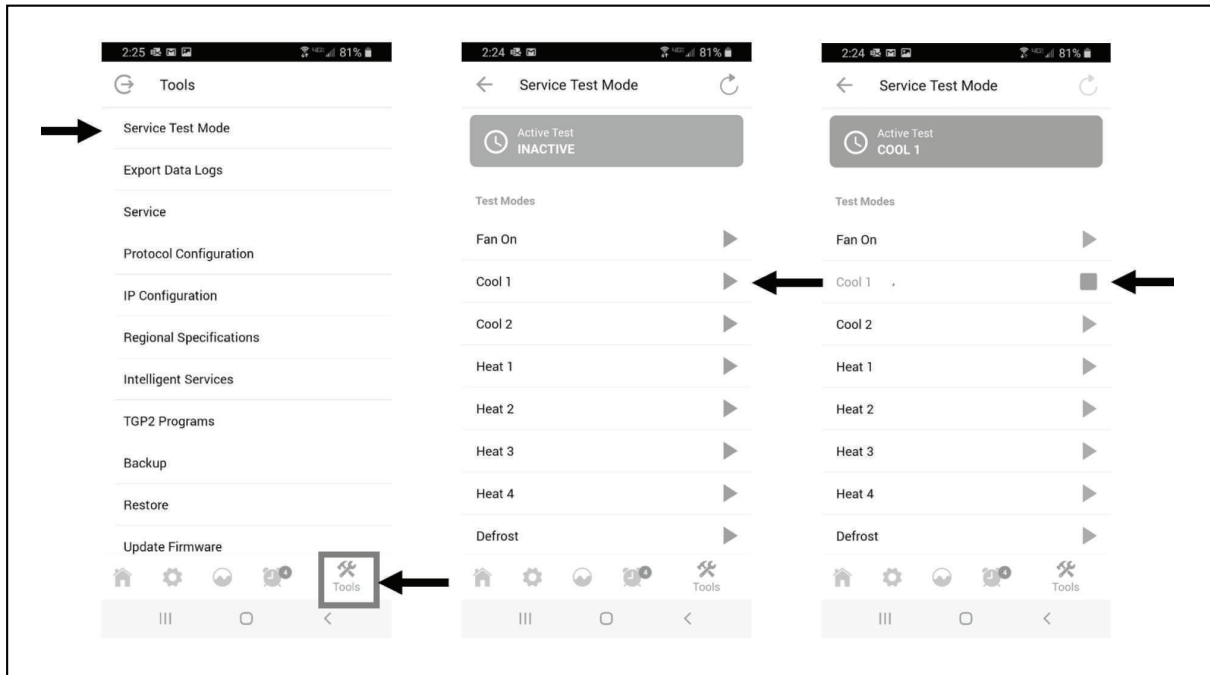 2:25 81%
Tools
Service Test Mode
Export Data Logs
Service
Protocol Configuration
IP Configuration
Regional Specifications
Intelligent Services
TGP2 Programs
Backup
Restore
Update Firmware
4
Tools
2:24 81%
Service Test Mode
Active Test
INACTIVE
Test Modes
Fan On
Cool 1
Cool 2
Heat 1
Heat 2
Heat 3
Heat 4
Defrost
4
Tools
2:24 81%
Service Test Mode
Active Test
COOL 1
Test Modes
Fan On
Cool 1
Cool 2
Heat 1
Heat 2
Heat 3
Heat 4
Defrost
4
Tools